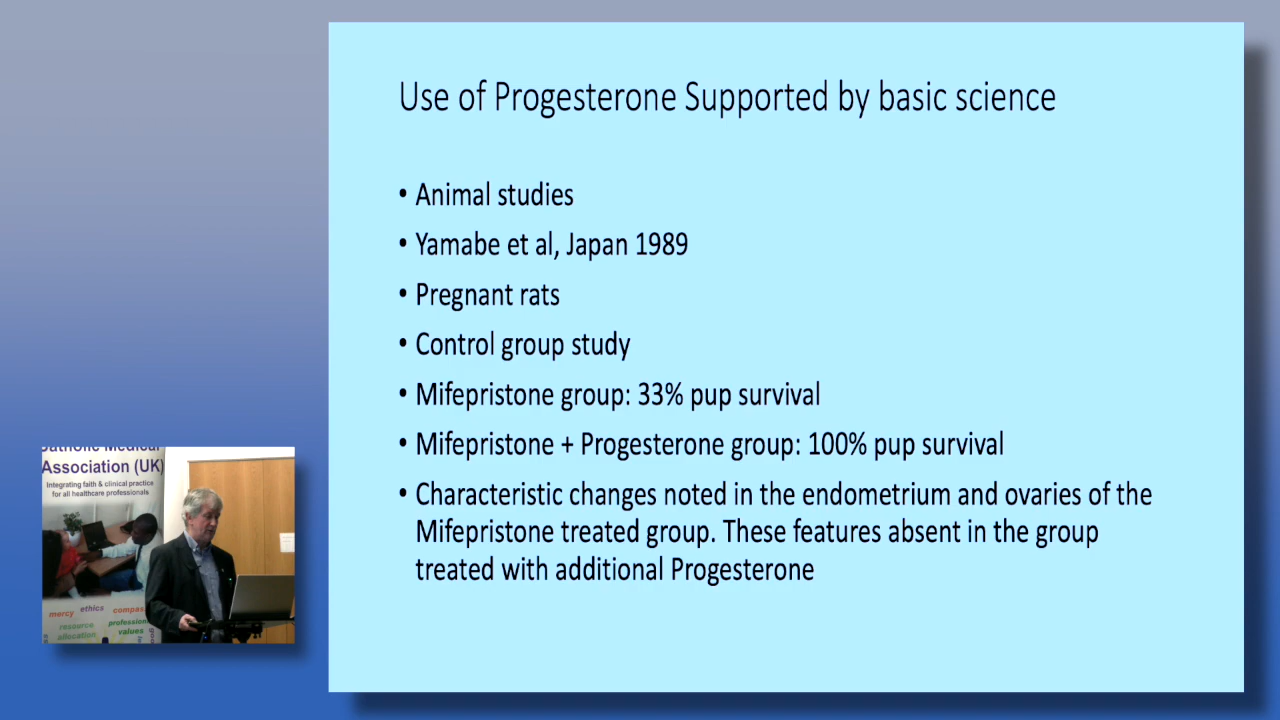 Use of Progesterone Supported by basic science
• Animal studies
• Yamabe et al, Japan 1989
• Pregnant rats
• Control group study
• Mifepristone group: 33% pup survival
• Mifepristone + Progesterone group: 100% pup survival
• Characteristic changes noted in the endometrium and ovaries of the
Mifepristone treated group. These features absent in the group
treated with additional Progesterone
Catholic Medical
Association (UK)
Integrating faith & clinical practice
for all healthcare professionals
mercy ethics
resource
allocation
values